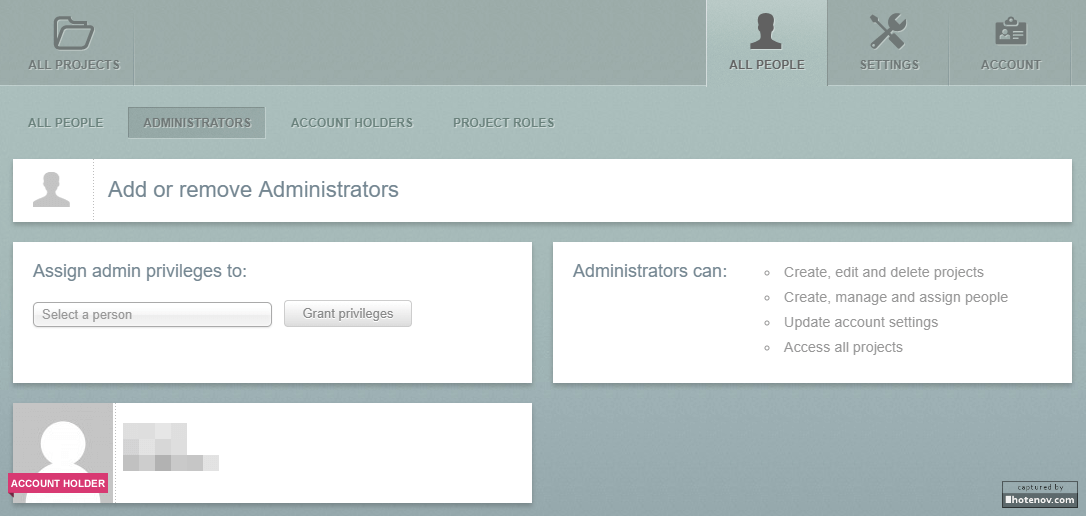 ALL PROJECTS
ALL PEOPLE
SETTINGS
ACCOUNT
ALL PEOPLE
ADMINISTRATORS
ACCOUNT HOLDERS
PROJECT ROLES
Add or remove Administrators
Assign admin privileges to:
Select a person
Grant privileges
Administrators can:
Create, edit and delete projects
Create, manage and assign people
Update account settings
Access all projects
ACCOUNT HOLDER
captured by
hotenov.com